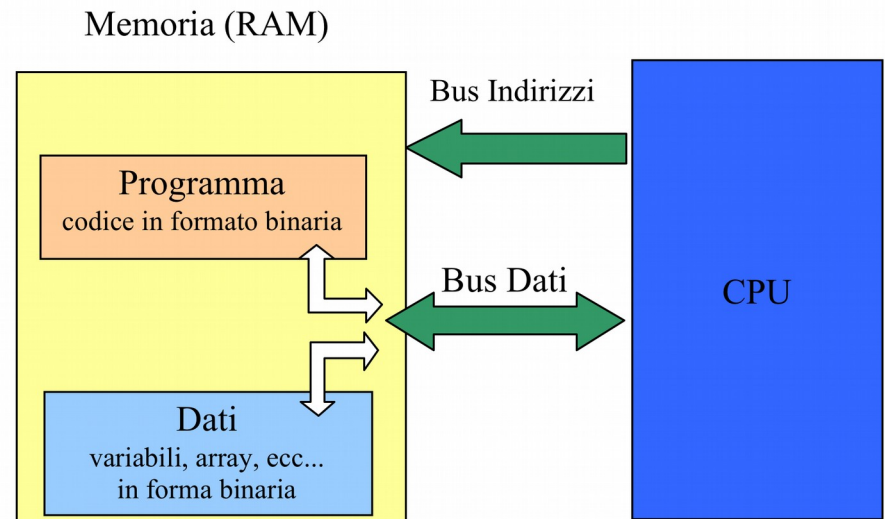 Memoria (RAM)
Bus Indirizzi
Programma
codice in formato binaria
Bus Dati
CPU
Dati
variabili, array, ecc...
in forma binaria